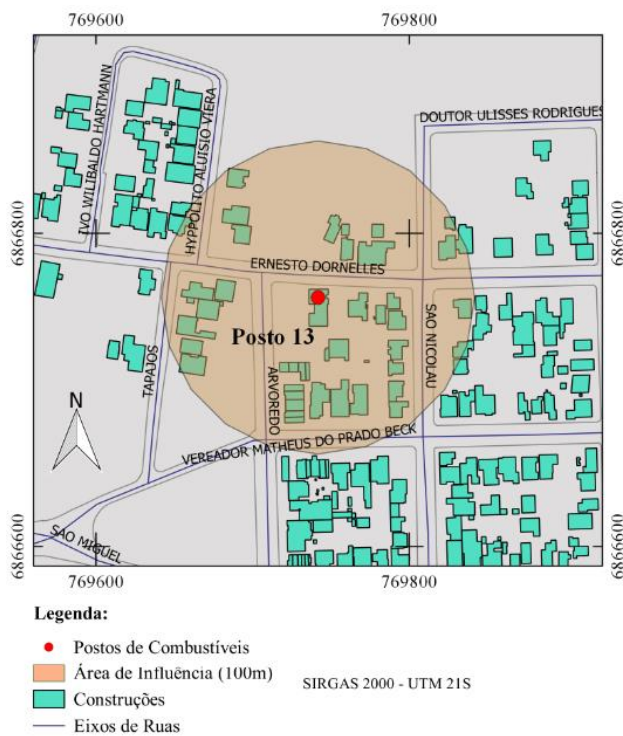 769600
769800
DOUTOR ULISSES RODRIGUES
IVO WILIBALDO HARTMANN
HYPPOLITO ALUISIO VIERA
6866800
6866800
ERNESTO DORNELLES
Posto 13
SAO NICOLAU
TAPAJOS
ARVOREDO
N
VEREADOR MATHEUS DO PRADO BECK
SAO MIGUEL
6866600
6866600
769600
769800
Legenda:
Postos de Combustíveis
Área de Influência (100m)
SIRGAS 2000 - UTM 21S
Construções
Eixos de Ruas